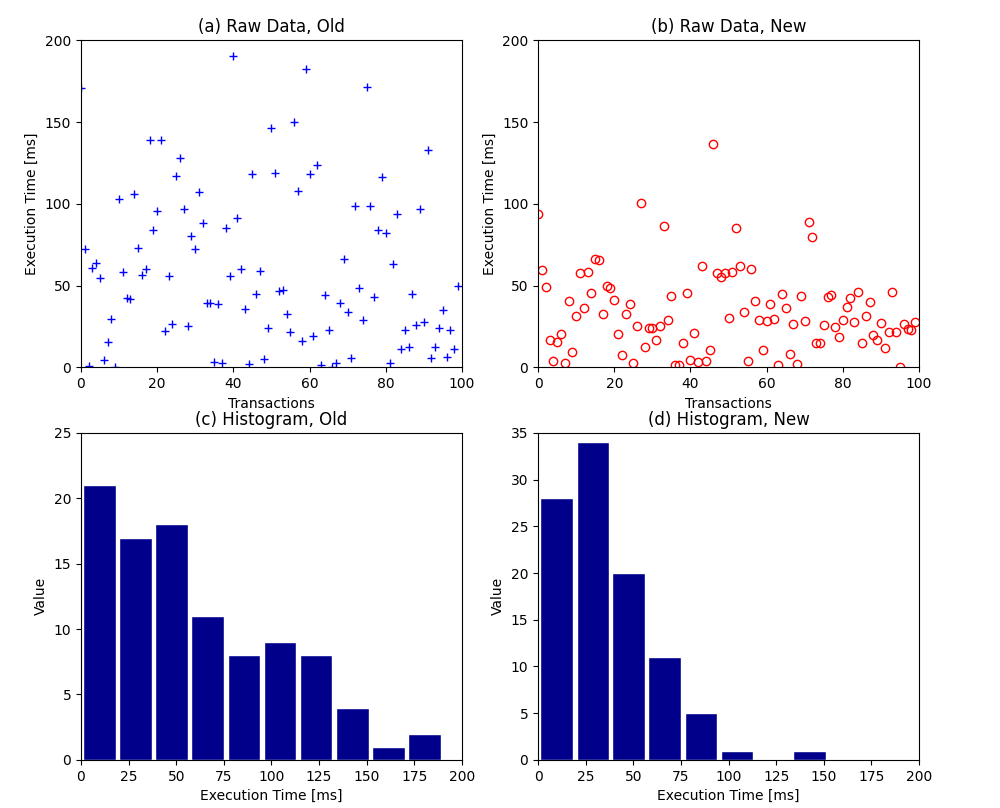 (a) Raw Data, Old
200
150
100
50
0
Execution Time [ms]
0 20 40 60 80 100
Transactions
(b) Raw Data, New
200
150
100
50
0
Execution Time [ms]
0 20 40 60 80 100
Transactions
(c) Histogram, Old
25
20
15
10
5
0
Value
0 25 50 75 100 125 150 175 200
Execution Time [ms]
(d) Histogram, New
35
30
25
20
15
10
5
0
Value
0 25 50 75 100 125 150 175 200
Execution Time [ms]